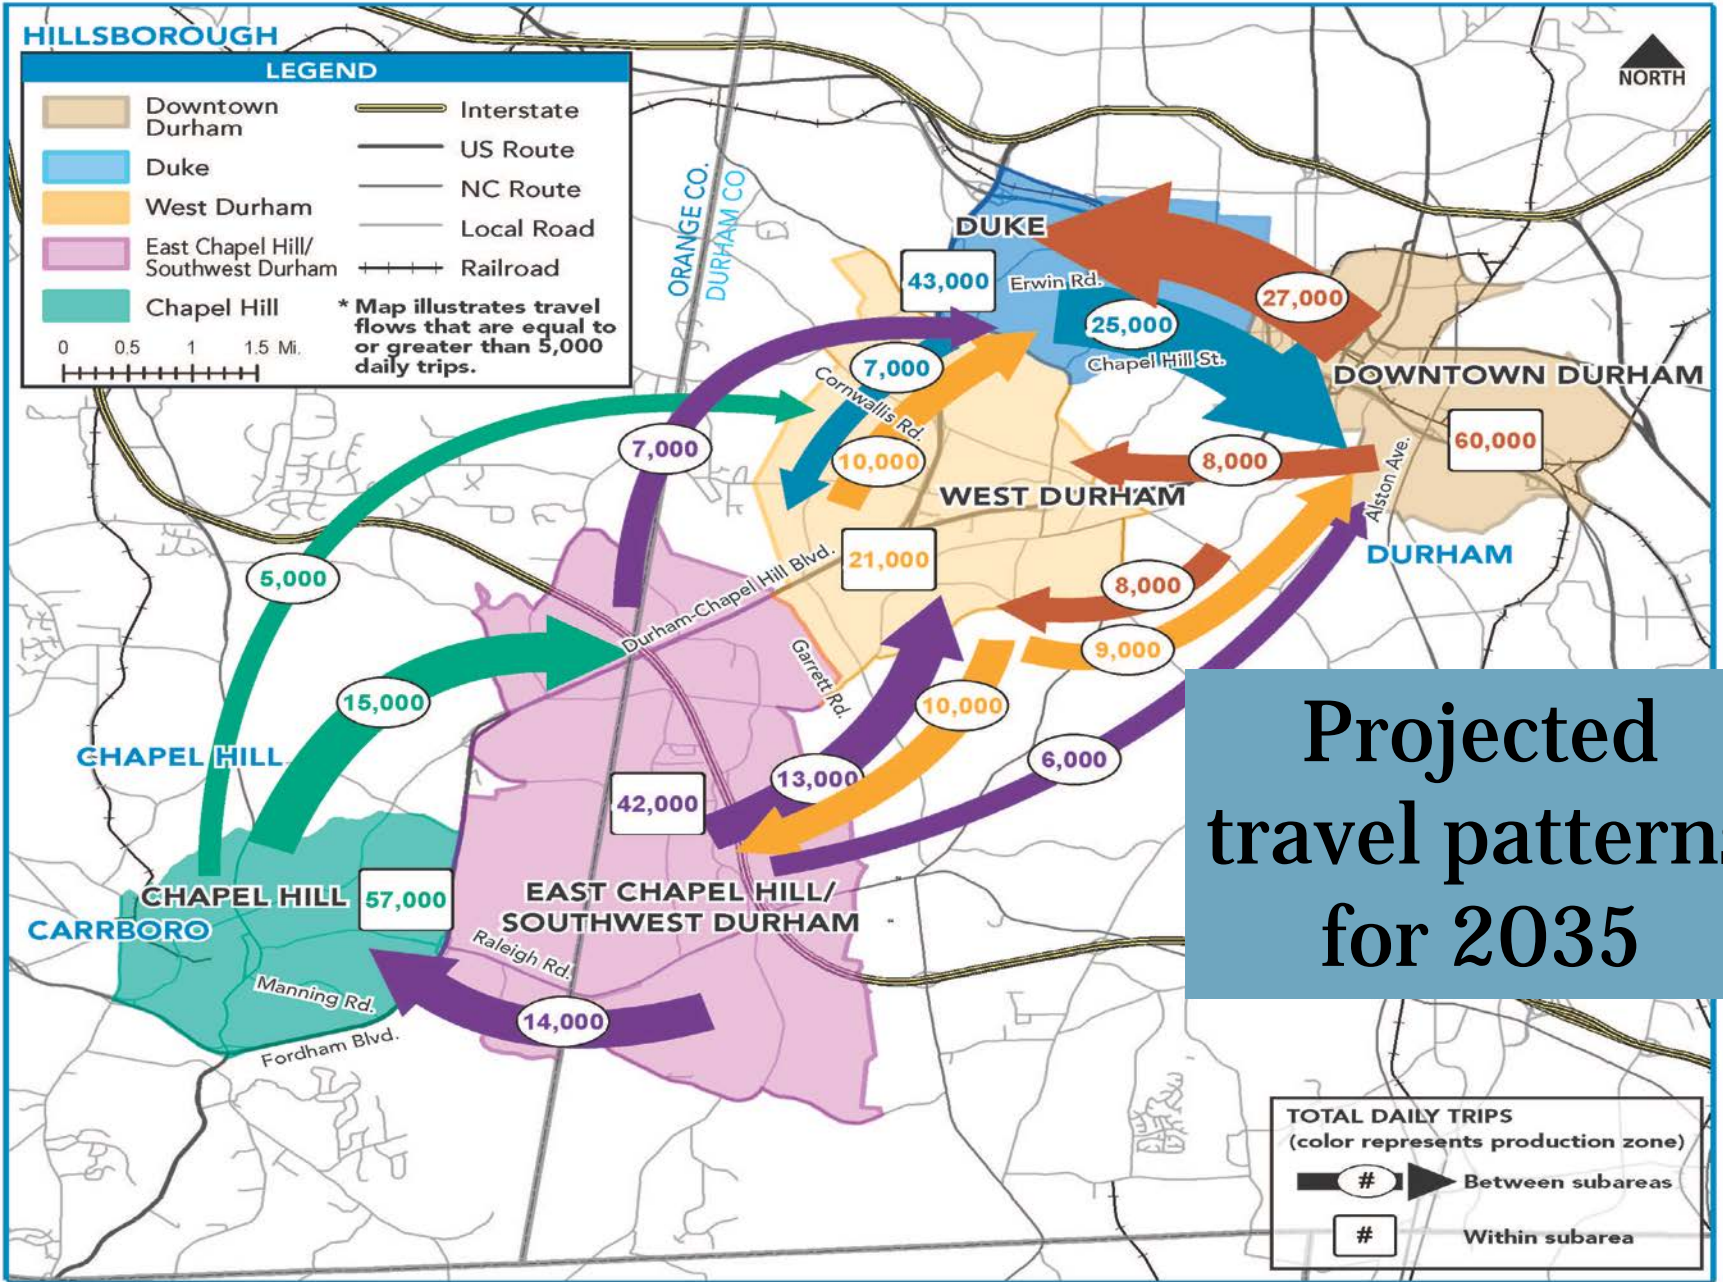 HILLSBOROUGH
LEGEND
Downtown
Durham
Duke
West Durham
East Chapel Hill/
Southwest Durham
Chapel Hill
0 0.5 1 1.5 Mi.
Interstate
US Route
NC Route
Local Road
Railroad
* Map illustrates travel
flows that are equal to
or greater than 5,000
daily trips.
NORTH
ORANGE CO.
DURHAM CO.
DUKE
43,000
Erwin Rd.
27,000
25,000
Chapel Hill St.
7,000
DOWNTOWN DURHAM
Cornwallis Rd.
60,000
7,000
10,000
8,000
Alston Ave.
WEST DURHAM
DURHAM
21,000
5,000
8,000
Durham-Chapel Hill Blvd.
9,000
Garrett Rd.
15,000
10,000
CHAPEL HILL
6,000
13,000
42,000
Projected
travel patterns
for 2035
CHAPEL HILL
57,000
EAST CHAPEL HILL/
SOUTHWEST DURHAM
CARRBORO
Raleigh Rd.
Manning Rd.
14,000
Fordham Blvd.
TOTAL DAILY TRIPS
(color represents production zone)
# Between subareas
# Within subarea